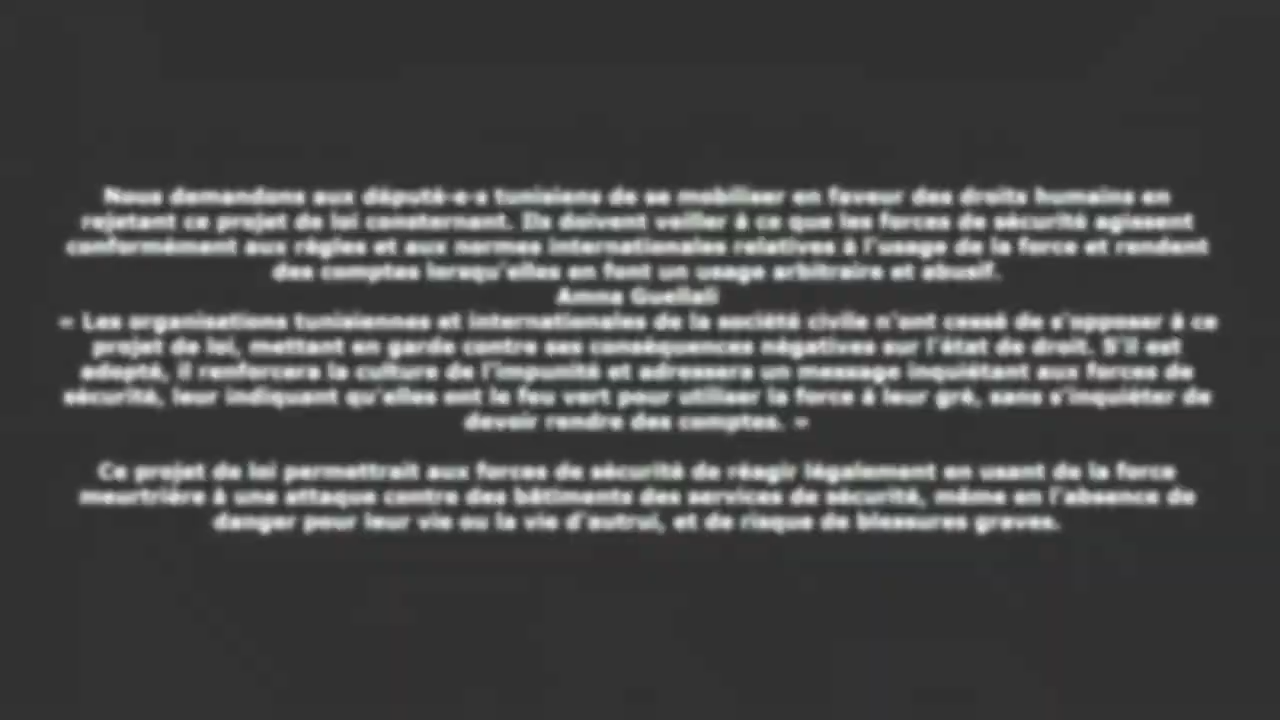 Nous demandons aux député-e-s tunisiens de se mobiliser en faveur des droits humains en
rejetant ce projet de loi consternant. Ils doivent veiller à ce que les forces de sécurité agissent
conformément aux règles et aux normes internationales relatives à l'usage de la force et rendent
des comptes lorsqu'elles en font un usage arbitraire et abusif.
Amna Guellali
« Les organisations tunisiennes et internationales de la société civile n'ont cessé de s'opposer à ce
projet de loi, mettant en garde contre ses conséquences négatives sur l'état de droit. S'il est
adopté, il renforcera la culture de l'impunité et adressera un message inquiétant aux forces de
sécurité, leur indiquant qu'elles ont le feu vert pour utiliser la force à leur gré, sans s'inquiéter de
devoir rendre des comptes. »
Ce projet de loi permettrait aux forces de sécurité de réagir légalement en usant de la force
meurtrière à une attaque contre des bâtiments des services de sécurité, même en l'absence de
danger pour leur vie ou la vie d'autrui, et de risque de blessures graves.